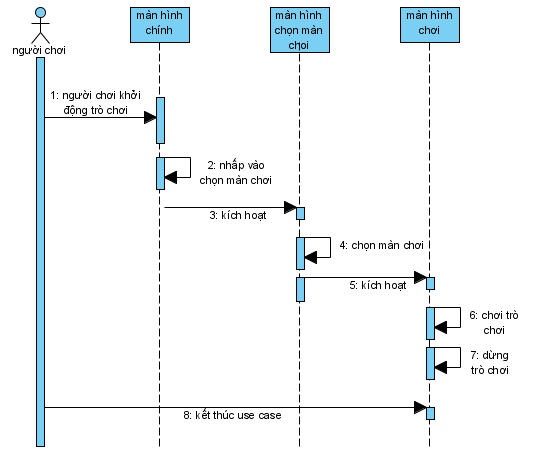 người chơi
màn hình
chính
màn hình
chọn màn
choi
màn hình
chơi
1: người chơi khởi
động trò chơi
2: nhấp vào
chọn màn chơi
3: kích hoạt
4: chọn màn chơi
5: kích hoạt
6: chơi trò
chơi
7: dừng
trò chơi
8: kết thúc use case